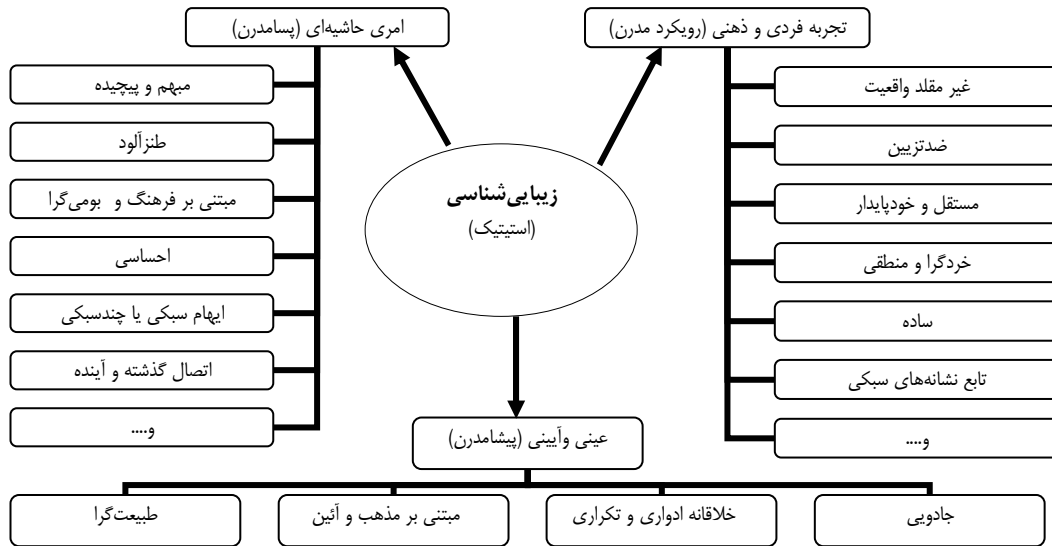 تجربه فردی و ذهنی (رویکرد مدرن)
غیر مقلد واقعیت
ضدتزیین
مستقل و خودپایدار
خردگرا و منطقی
ساده
تابع نشانه‌های سبکی
و....
امری حاشیه‌ای (پسامدرن)
مبهم و پیچیده
طنزآلود
مبتنی بر فرهنگ و بومی‌گرا
احساسی
ایهام سبکی یا چندسبکی
اتصال گذشته و آینده
و....
زیبایی‌شناسی
(استیتیک)
عینی وآیینی (پیشامدرن)
جادویی
خلاقانه ادواری و تکراری
مبتنی بر مذهب و آئین
طبیعت‌گرا